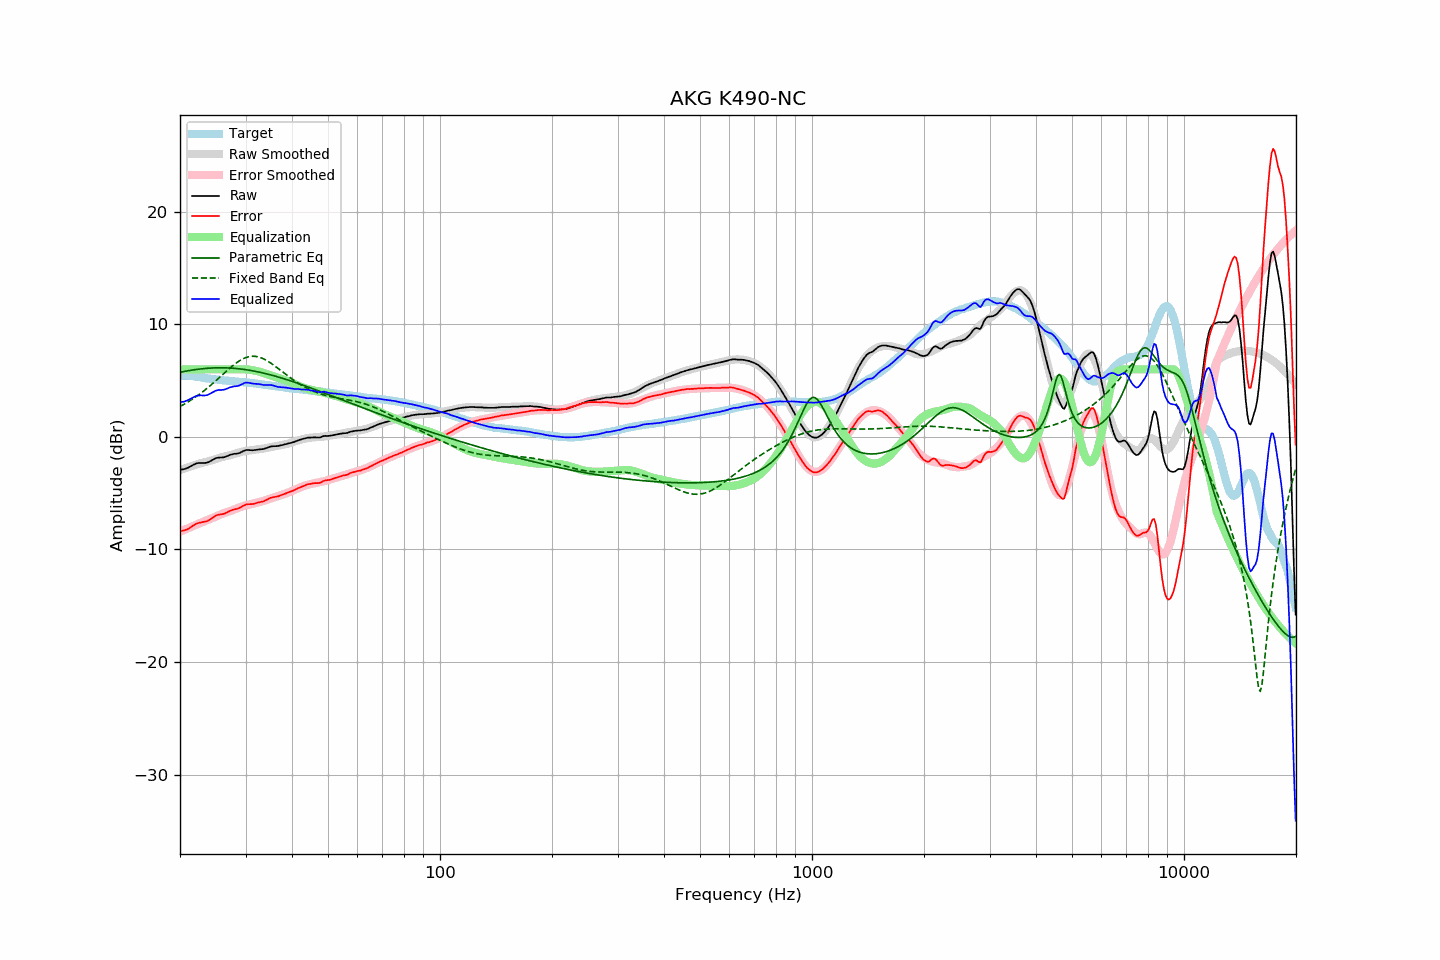 AKG K490-NC
Target
Raw Smoothed
Error Smoothed
Raw
Error
Equalization
Parametric Eq
Fixed Band Eq
Equalized
20
10
0
−10
−20
−30
Amplitude (dBr)
100
1000
10000
Frequency (Hz)